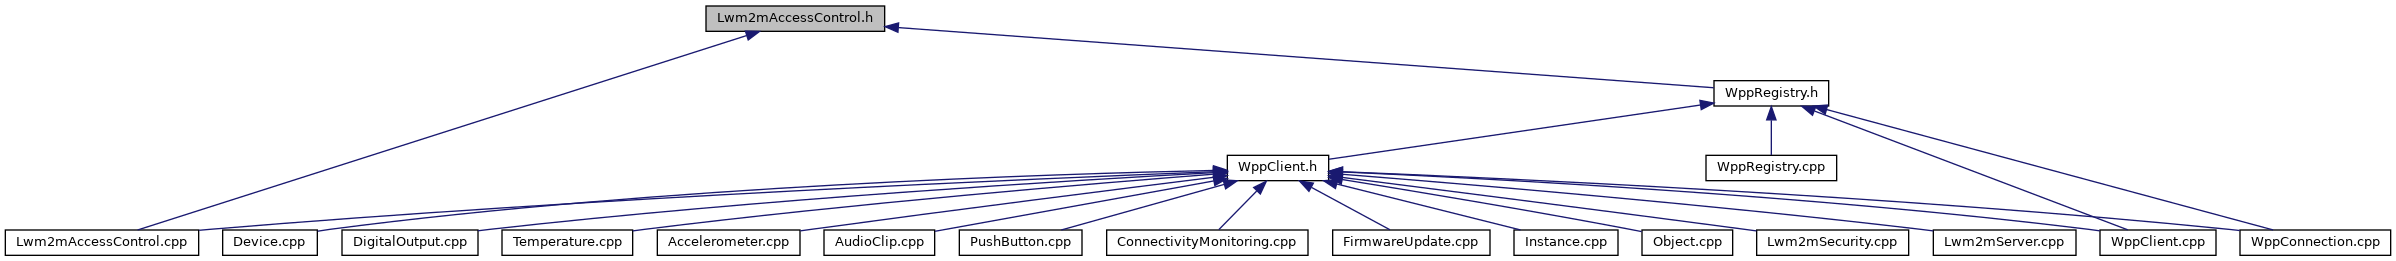 Lwm2mAccessControl.h
WppRegistry.h
WppClient.h
WppRegistry.cpp
Lwm2mAccessControl.cpp
Device.cpp
DigitalOutput.cpp
Temperature.cpp
Accelerometer.cpp
AudioClip.cpp
PushButton.cpp
ConnectivityMonitoring.cpp
FirmwareUpdate.cpp
Instance.cpp
Object.cpp
Lwm2mSecurity.cpp
Lwm2mServer.cpp
WppClient.cpp
WppConnection.cpp